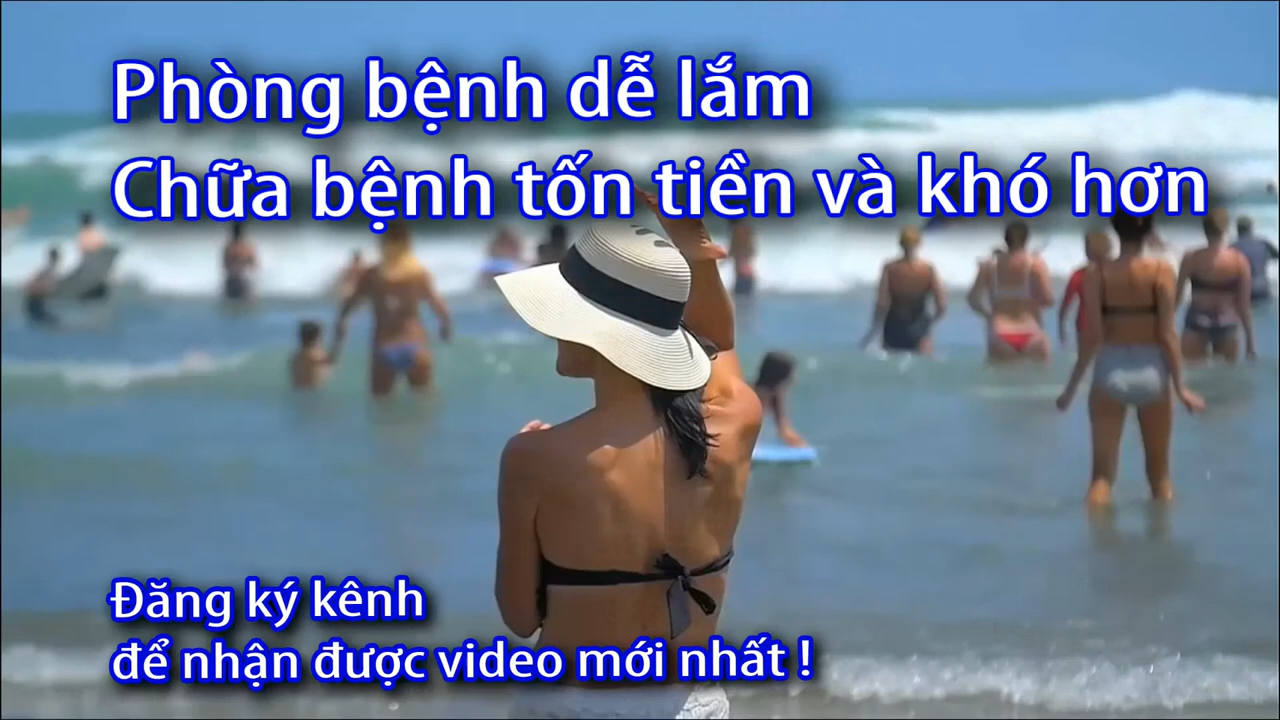 Phòng bệnh dễ lắm
Chữa bệnh tốn tiền và khó hơn
Đăng ký kênh
để nhận được video mới nhất !